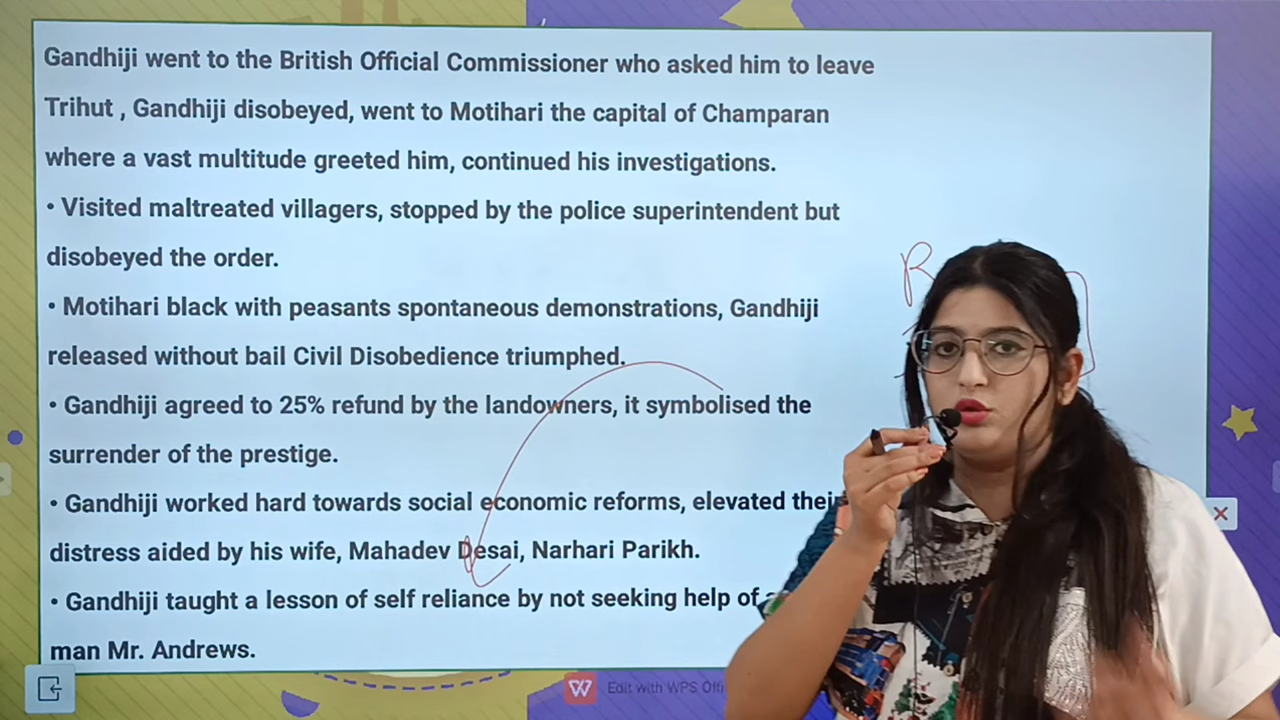 Gandhiji went to the British Official Commissioner who asked him to leave
Trihut , Gandhiji disobeyed, went to Motihari the capital of Champaran
where a vast multitude greeted him, continued his investigations.
• Visited maltreated villagers, stopped by the police superintendent but
disobeyed the order.
• Motihari black with peasants spontaneous demonstrations, Gandhiji
released without bail Civil Disobedience triumphed.
• Gandhiji agreed to 25% refund by the landowners, it symbolised the
surrender of the prestige.
• Gandhiji worked hard towards social economic reforms, elevated their
distress aided by his wife, Mahadev Desai, Narhari Parikh.
• Gandhiji taught a lesson of self reliance by not seeking help of
man Mr. Andrews.
R
Edit with WPS Offi